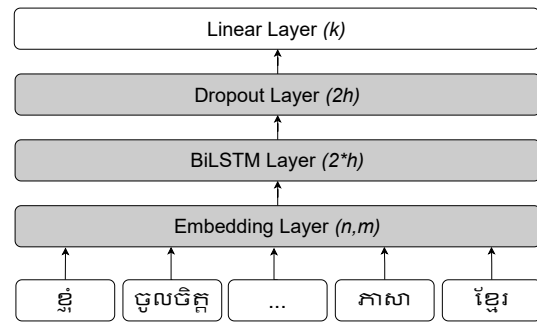 Linear Layer (k)
Dropout Layer (2h)
BiLSTM Layer (2*h)
Embedding Layer (n,m)
ខ្ញុំ ចូលចិត្ត ... ភាសា ខ្មែរ